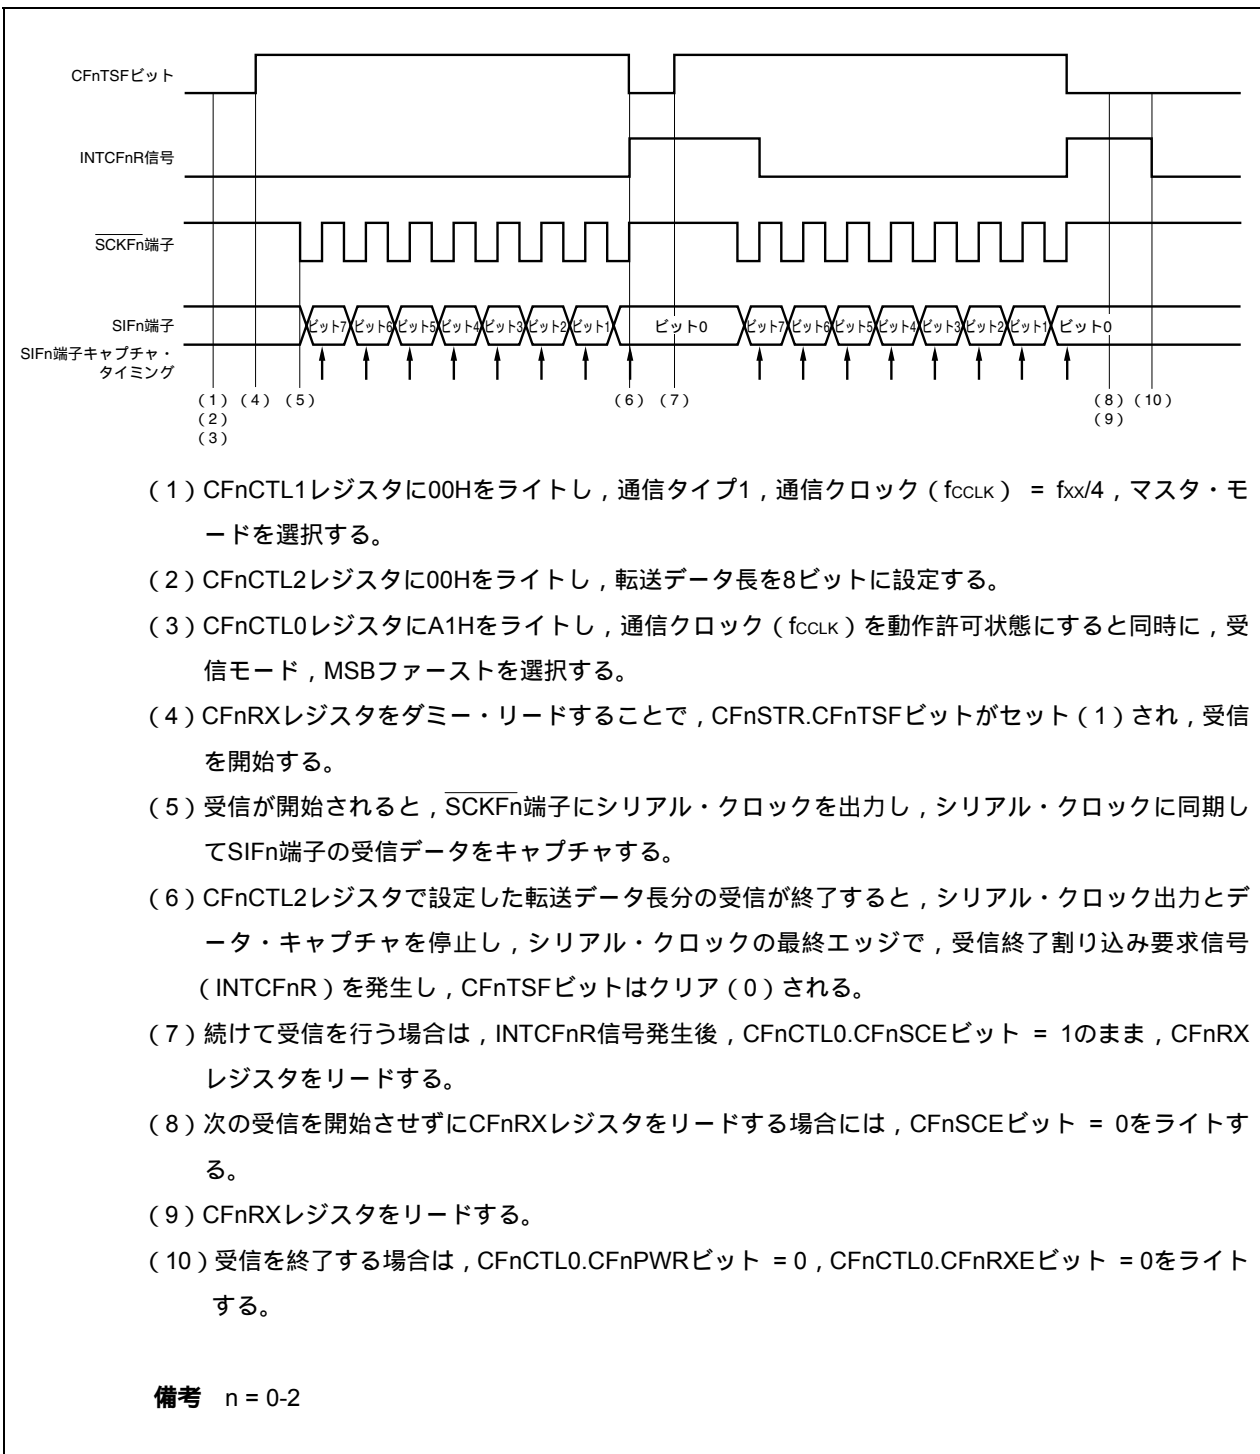 CFnTSFビット
INTCFnR信号
SCKFn端子
SIFn端子
ビット7 ビット6 ビット5 ビット4 ビット3 ビット2 ビット1 ビット0 ビット7 ビット6 ビット5 ビット4 ビット3 ビット2 ビット1 ビット0
SIFn端子キャプチャ・
タイミング
(1) (4) (5) (6) (7) (8) (10)
(2) (9)
(3)
(1)CFnCTL1レジスタに00Hをライトし,通信タイプ1,通信クロック(fCCLK) = fXX/4,マスタ・モ
ードを選択する。
(2)CFnCTL2レジスタに00Hをライトし,転送データ長を8ビットに設定する。
(3)CFnCTL0レジスタにA1Hをライトし,通信クロック(fCCLK)を動作許可状態にすると同時に,受
信モード,MSBファーストを選択する。
(4)CFnRXレジスタをダミー・リードすることで,CFnSTR.CFnTSFビットがセット(1)され,受信
を開始する。
(5)受信が開始されると,SCKFn端子にシリアル・クロックを出力し,シリアル・クロックに同期し
てSIFn端子の受信データをキャプチャする。
(6)CFnCTL2レジスタで設定した転送データ長分の受信が終了すると,シリアル・クロック出力とデ
ータ・キャプチャを停止し,シリアル・クロックの最終エッジで,受信終了割り込み要求信号
(INTCFnR)を発生し,CFnTSFビットはクリア(0)される。
(7)続けて受信を行う場合は,INTCFnR信号発生後,CFnCTL0.CFnSCEビット = 1のまま,CFnRX
レジスタをリードする。
(8)次の受信を開始させずにCFnRXレジスタをリードする場合には,CFnSCEビット = 0をライトす
る。
(9)CFnRXレジスタをリードする。
(10)受信を終了する場合は,CFnCTL0.CFnPWRビット = 0,CFnCTL0.CFnRXEビット = 0をライト
する。
備考 n = 0-2